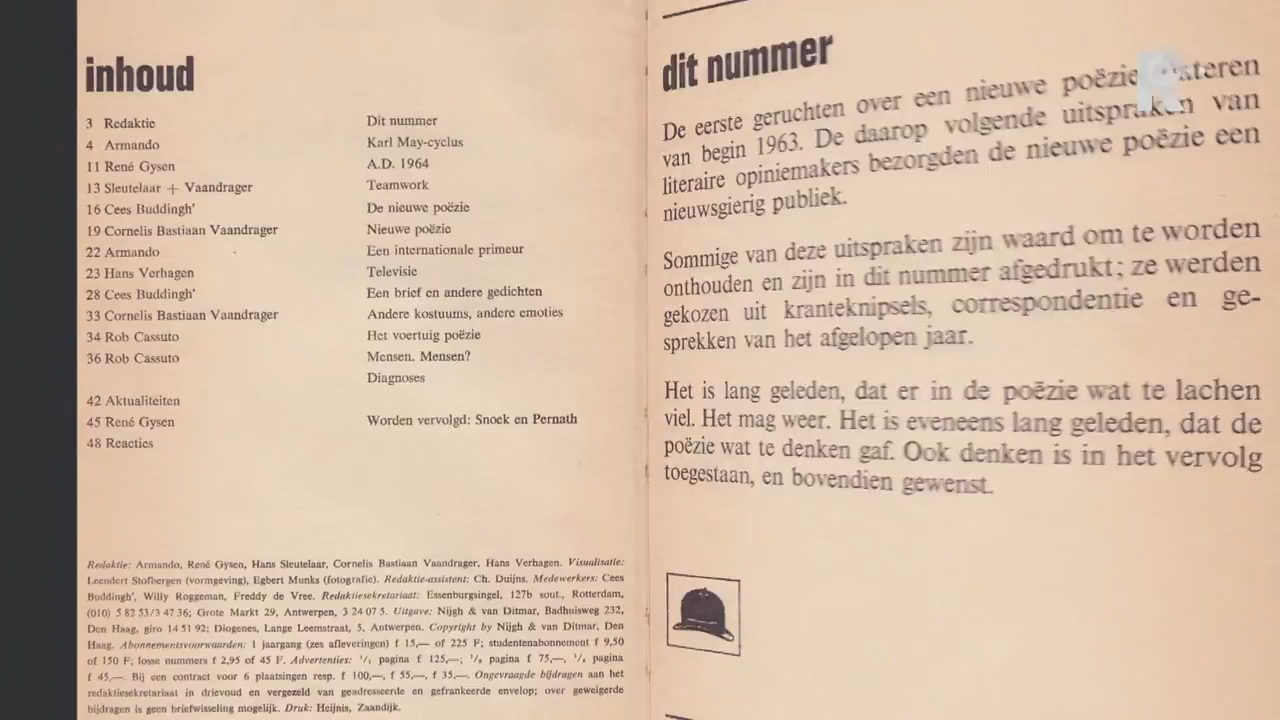 inhoud
3 Redaktie Dit nummer
4 Armando Karl May-cyclus
11 René Gysen A.D. 1964
13 Sleutelaar + Vaandrager Teamwork
16 Cees Buddingh' De nieuwe poëzie
19 Cornelis Bastiaan Vaandrager Nieuwe poëzie
22 Armando Een internationale primeur
23 Hans Verhagen Televisie
28 Cees Buddingh' Een brief en andere gedichten
33 Cornelis Bastiaan Vaandrager Andere kostuums, andere emoties
34 Rob Cassuto Het voertuig poëzie
36 Rob Cassuto Mensen. Mensen?
Diagnoses
42 Aktualiteiten
45 René Gysen Worden vervolgd: Snoek en Pernath
48 Reacties
Redaktie: Armando, René Gysen, Hans Sleutelaar, Cornelis Bastiaan Vaandrager, Hans Verhagen. Visualisatie:
Leendert Stofbergen (vormgeving), Egbert Munks (fotografie). Redaktie-assistent: Ch. Duijns. Medewerkers: Cees
Buddingh', Willy Roggeman, Freddy de Vree. Redaktiesekretariaat: Essenburgsingel, 127b sout., Rotterdam,
(010) 5 82 53/3 47 36; Grote Markt 29, Antwerpen, 3 24 07 5. Uitgave: Nijgh & van Ditmar, Badhuisweg 232,
Den Haag, giro 14 51 92; Diogenes, Lange Leemstraat, 5, Antwerpen. Copyright by Nijgh & van Ditmar, Den
Haag. Abonnementsvoorwaarden: 1 jaargang (zes afleveringen) f 15,— of 225 F; studentenabonnement f 9,50
of 150 F; losse nummers f 2,95 of 45 F. Advertenties: ¹/₁ pagina f 125,—; pagina f 75,—, pagina
f 45,—. Bij een contract voor 6 plaatsingen resp. f 100,—, f 55,—, f 35,—. Ongevraagde bijdragen aan het
redaktiesekretariaat in drievoud en vergezeld van geadresseerde en gefrankeerde envelop; over geweigerde
bijdragen is geen briefwisseling mogelijk. Druk: Heijnis, Zaandijk.
dit nummer
De eerste geruchten over een nieuwe poëzie
van begin 1963. De daarop volgende uitspraken van
literaire opiniemakers bezorgden de nieuwe poëzie een
nieuwsgierig publiek.
Sommige van deze uitspraken zijn waard om te worden
onthouden en zijn in dit nummer afgedrukt; ze werden
gekozen uit kranteknipsels, correspondentie en ge-
sprekken van het afgelopen jaar.
Het is lang geleden, dat er in de poëzie wat te lachen
viel. Het mag weer. Het is eveneens lang geleden, dat de
poëzie wat te denken gaf. Ook denken is in het vervolg
toegestaan, en bovendien gewenst.